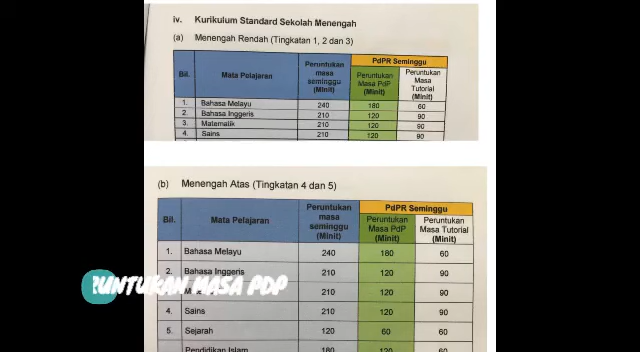 iv. Kurikulum Standard Sekolah Menengah
(a) Menengah Rendah (Tingkatan 1, 2 dan 3)
Bil. Mata Pelajaran Peruntukan masa seminggu (Minit) PdPR Seminggu
Peruntukan Masa PdP (Minit) Peruntukan Masa Tutorial (Minit)
1. Bahasa Melayu 240 180 60
2. Bahasa Inggeris 210 120 90
3. Matematik 210 120 90
4. Sains 210 120 90
(b) Menengah Atas (Tingkatan 4 dan 5)
Bil. Mata Pelajaran Peruntukan masa seminggu (Minit) PdPR Seminggu
Peruntukan Masa PdP (Minit) Peruntukan Masa Tutorial (Minit)
1. Bahasa Melayu 240 180 60
2. Bahasa Inggeris 210 120 90
RUNTUKAN MASA PDP
210 120 90
4. Sains 210 120 90
5. Sejarah 120 60 60
Pendidikan Islam 180 120 60